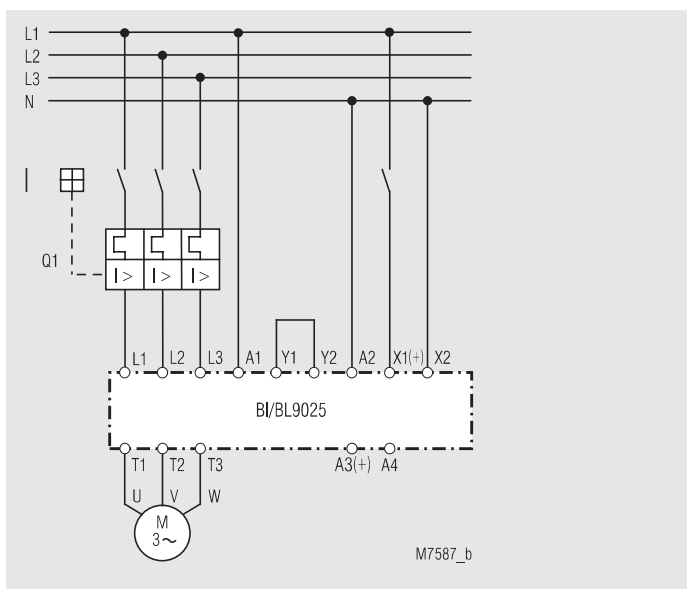 L1
L2
L3
N
Q1
I> I> I>
L1 L2 L3 A1 Y1 Y2 A2 X1(+) X2
BI/BL9025
T1 T2 T3 A3(+) A4
U V W
M
3~
M7587_b